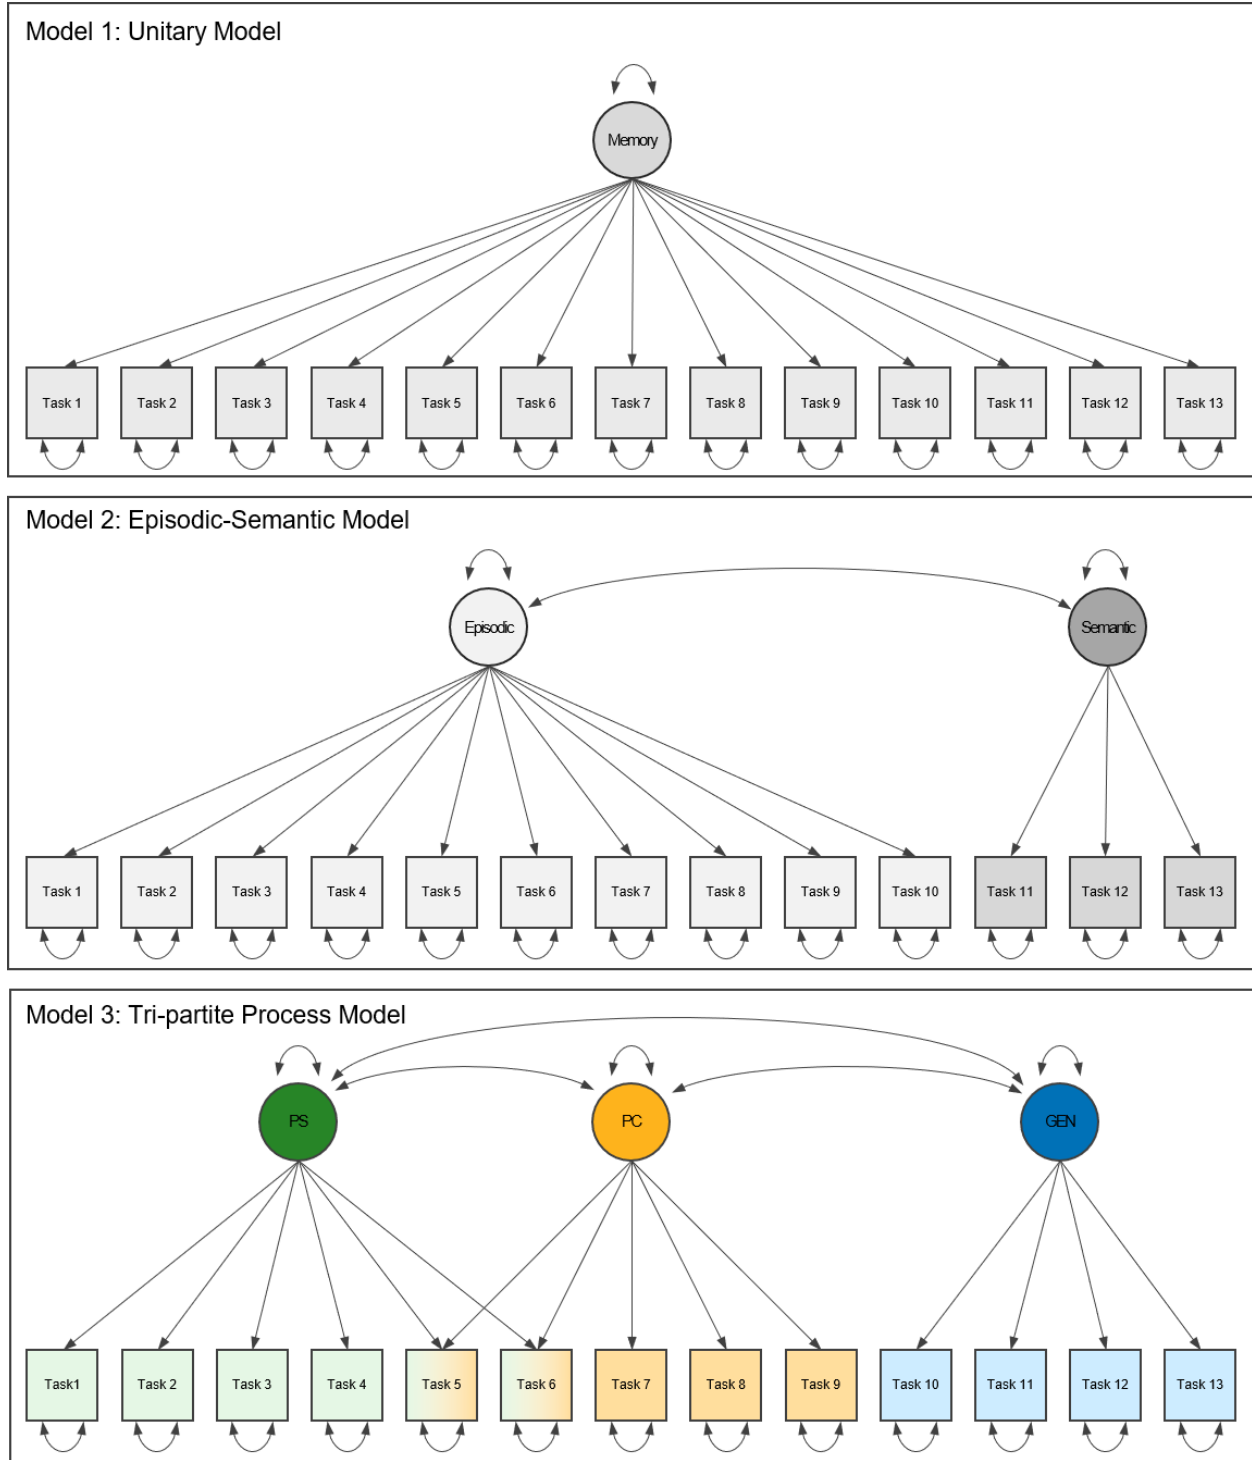 Model 1: Unitary Model
Memory
Task 1 Task 2 Task 3 Task 4 Task 5 Task 6 Task 7 Task 8 Task 9 Task 10 Task 11 Task 12 Task 13
Model 2: Episodic-Semantic Model
Episodic Semantic
Task 1 Task 2 Task 3 Task 4 Task 5 Task 6 Task 7 Task 8 Task 9 Task 10 Task 11 Task 12 Task 13
Model 3: Tri-partite Process Model
PS PC GEN
Task1 Task 2 Task 3 Task 4 Task 5 Task 6 Task 7 Task 8 Task 9 Task 10 Task 11 Task 12 Task 13